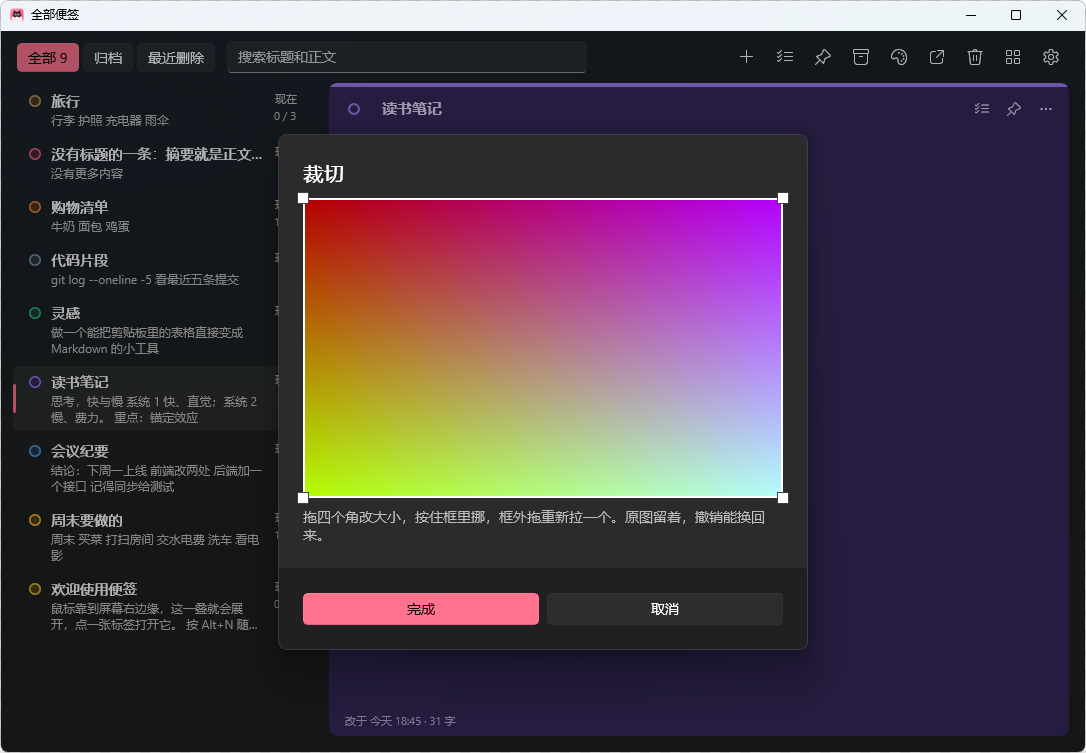 全部便签
全部 9
归档
最近删除
搜索标题和正文
旅行
现在
行李 护照 充电器 雨伞
0 / 3
没有标题的一条：摘要就是正文...
没有更多内容
购物清单
牛奶 面包 鸡蛋
代码片段
git log --oneline -5 看最近五条提交
灵感
做一个能把剪贴板里的表格直接变成
Markdown 的小工具
读书笔记
思考，快与慢 系统 1 快、直觉；系统 2
慢、费力。 重点：锚定效应
会议纪要
结论：下周一上线 前端改两处 后端加一
个接口 记得同步给测试
周末要做的
周末 买菜 打扫房间 交水电费 洗车 看电
影
欢迎使用便签
鼠标靠到屏幕右边缘，这一叠就会展
开，点一张标签打开它。 按 Alt+N 随...
读书笔记
裁切
拖四个角改大小，按住框里挪，框外拖重新拉一个。原图留着，撤销能换回
来。
完成
取消
改于 今天 18:45 · 31 字